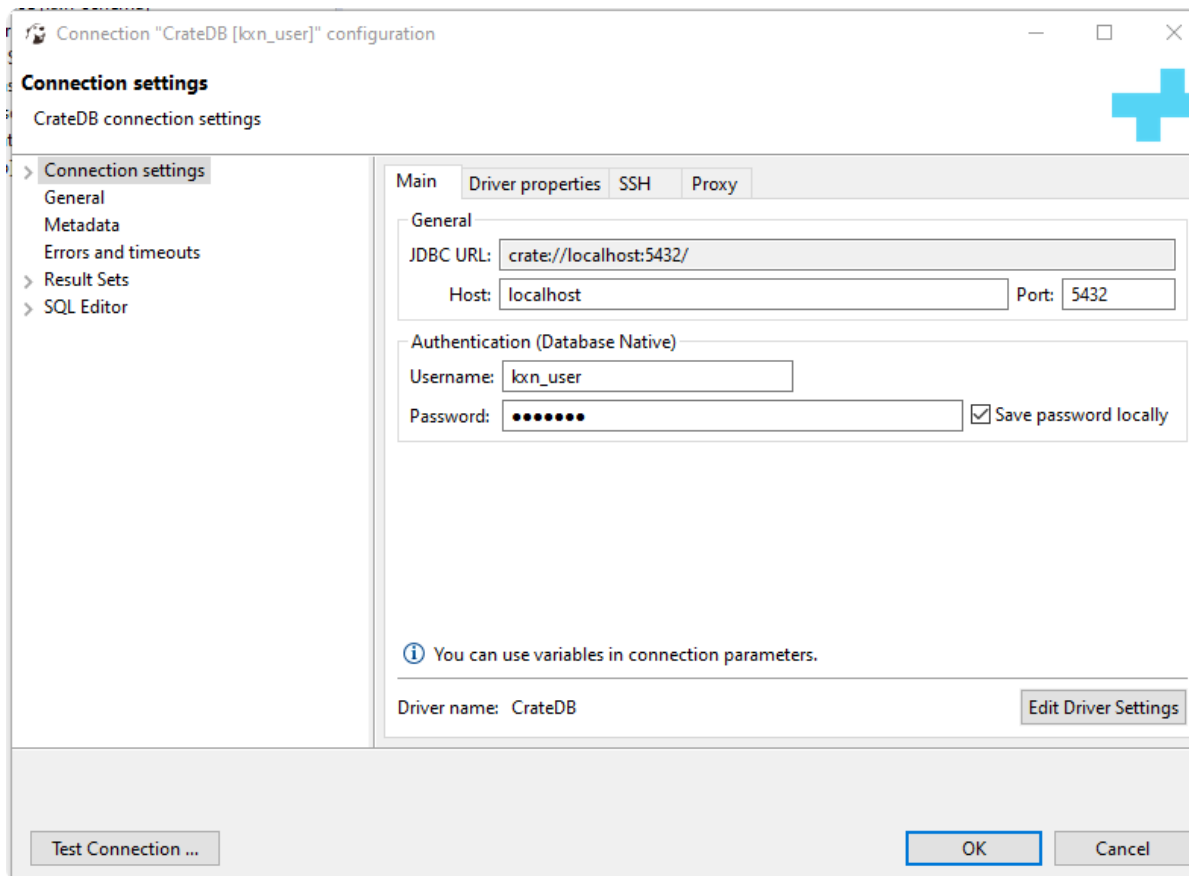 Connection "CrateDB [kxn_user]" configuration
Connection settings
CrateDB connection settings
Connection settings
General
Metadata
Errors and timeouts
Result Sets
SQL Editor
Main Driver properties SSH Proxy
General
JDBC URL: crate://localhost:5432/
Host: localhost Port: 5432
Authentication (Database Native)
Username: kxn_user
Password: •••••••
Save password locally
You can use variables in connection parameters.
Driver name: CrateDB Edit Driver Settings
Test Connection ... OK Cancel